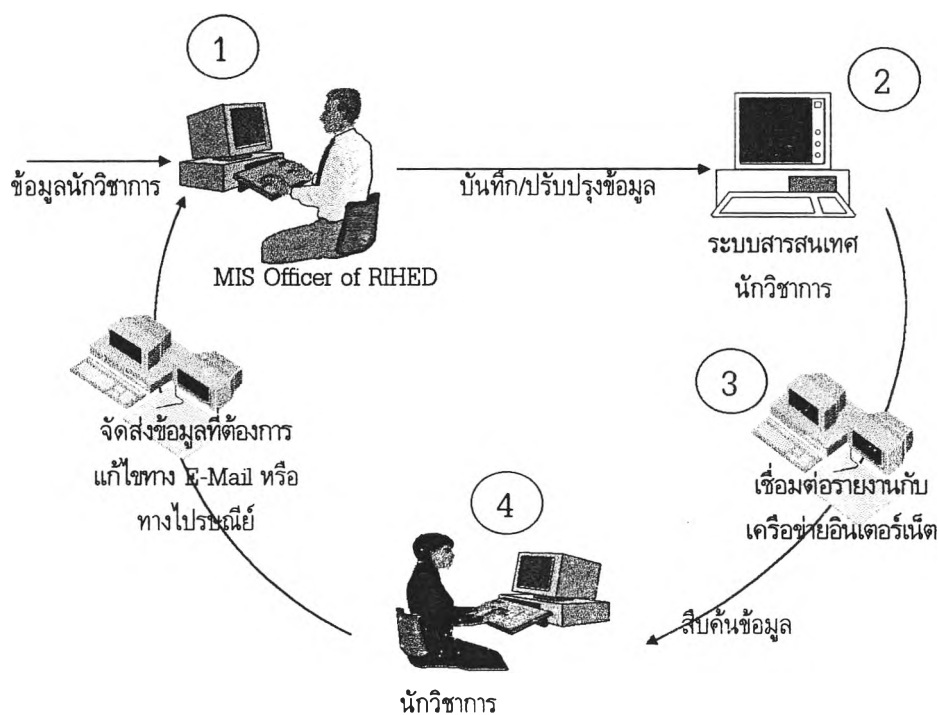 1
2
ข้อมูลนักวิชาการ
บันทึก/ปรับปรุงข้อมูล
MIS Officer of RIHED
ระบบสารสนเทศ
นักวิชาการ
3
จัดส่งข้อมูลที่ต้องการ
แก้ไขทาง E-Mail หรือ
ทางไปรษณีย์
เชื่อมต่อรายงานกับ
เครือข่ายอินเตอร์เน็ต
4
สืบค้นข้อมูล
นักวิชาการ